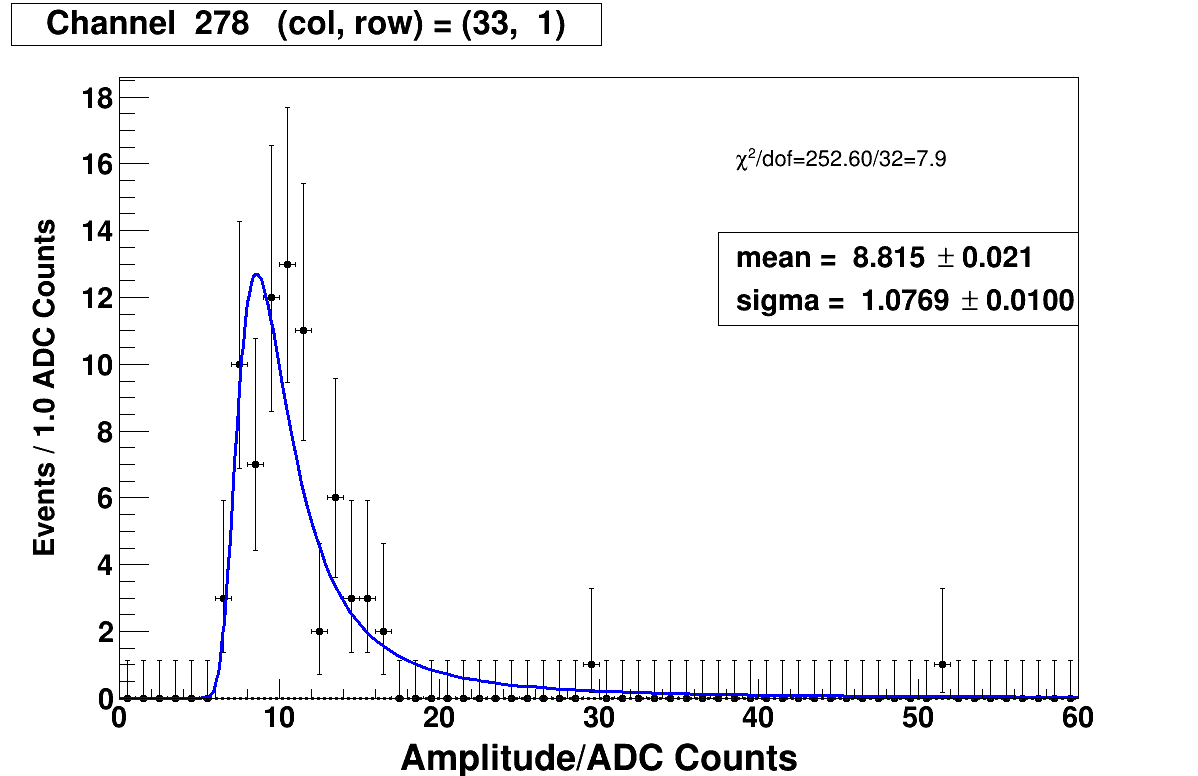 Channel  278   (col, row) = (33,  1)
18
16
14
12
10
8
6
4
2
0
Events / 1.0 ADC Counts
χ²/dof=252.60/32=7.9
mean =  8.815 ± 0.021
sigma =  1.0769 ± 0.0100
0 10 20 30 40 50 60
Amplitude/ADC Counts